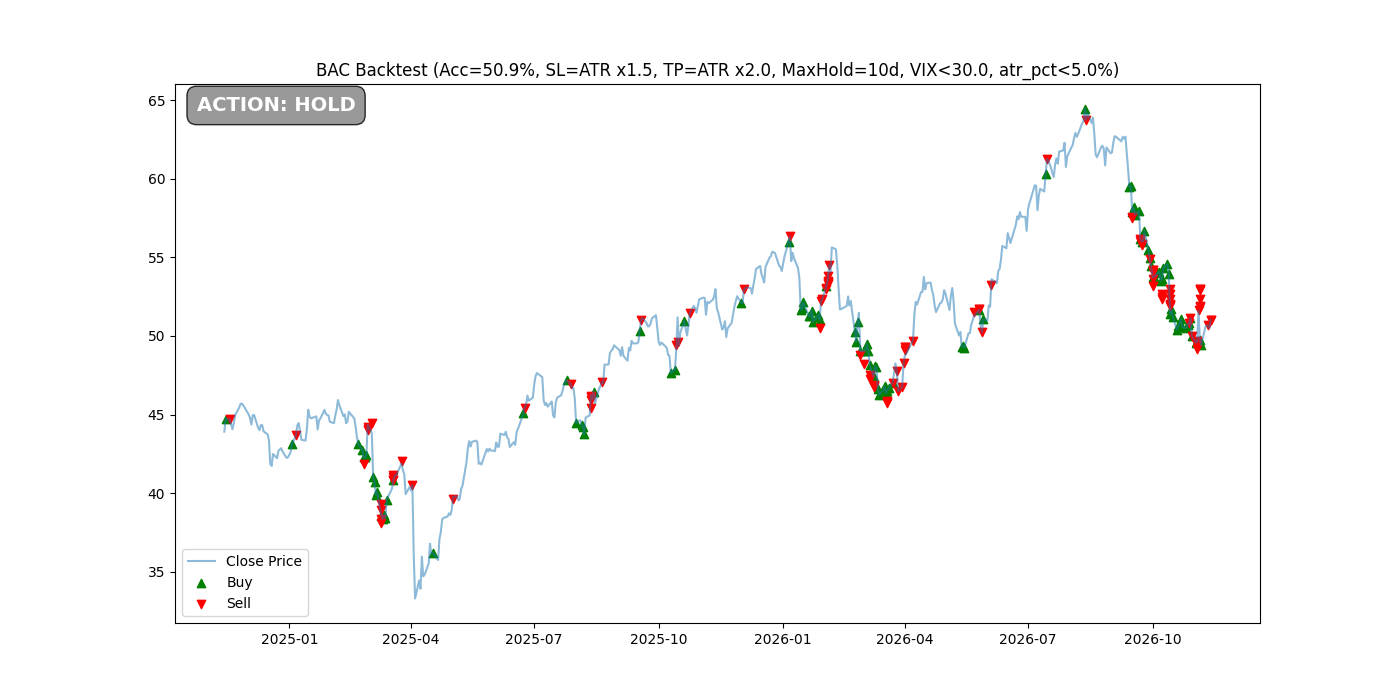 BAC Backtest (Acc=50.9%, SL=ATR x1.5, TP=ATR x2.0, MaxHold=10d, VIX<30.0, atr_pct<5.0%)
ACTION: HOLD
65
60
55
50
45
40
35
Close Price
Buy
Sell
2025-01 2025-04 2025-07 2025-10 2026-01 2026-04 2026-07 2026-10